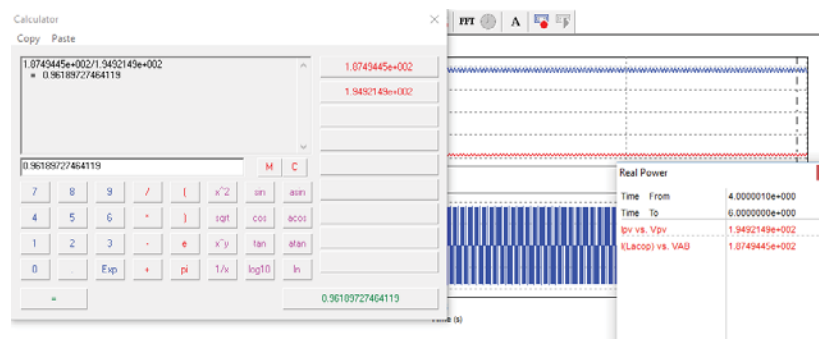 Calculator
Copy Paste
1.8749445e+002/1.9492149e+002
= 0.96189727464119
1.8749445e+002
1.9492149e+002
0.96189727464119
M C
7 8 9 / ( x^2 sin asin
4 5 6 * ) sqrt cos acos
1 2 3 - e x^y tan atan
0 . Exp + pi 1/x log10 ln
=
0.96189727464119
FFT A
Real Power
Time From 4.0000010e+000
Time To 6.0000000e+000
Ipv vs. Vpv 1.9492149e+002
I(Lacop) vs. VAB 1.8749445e+002
Time (s)